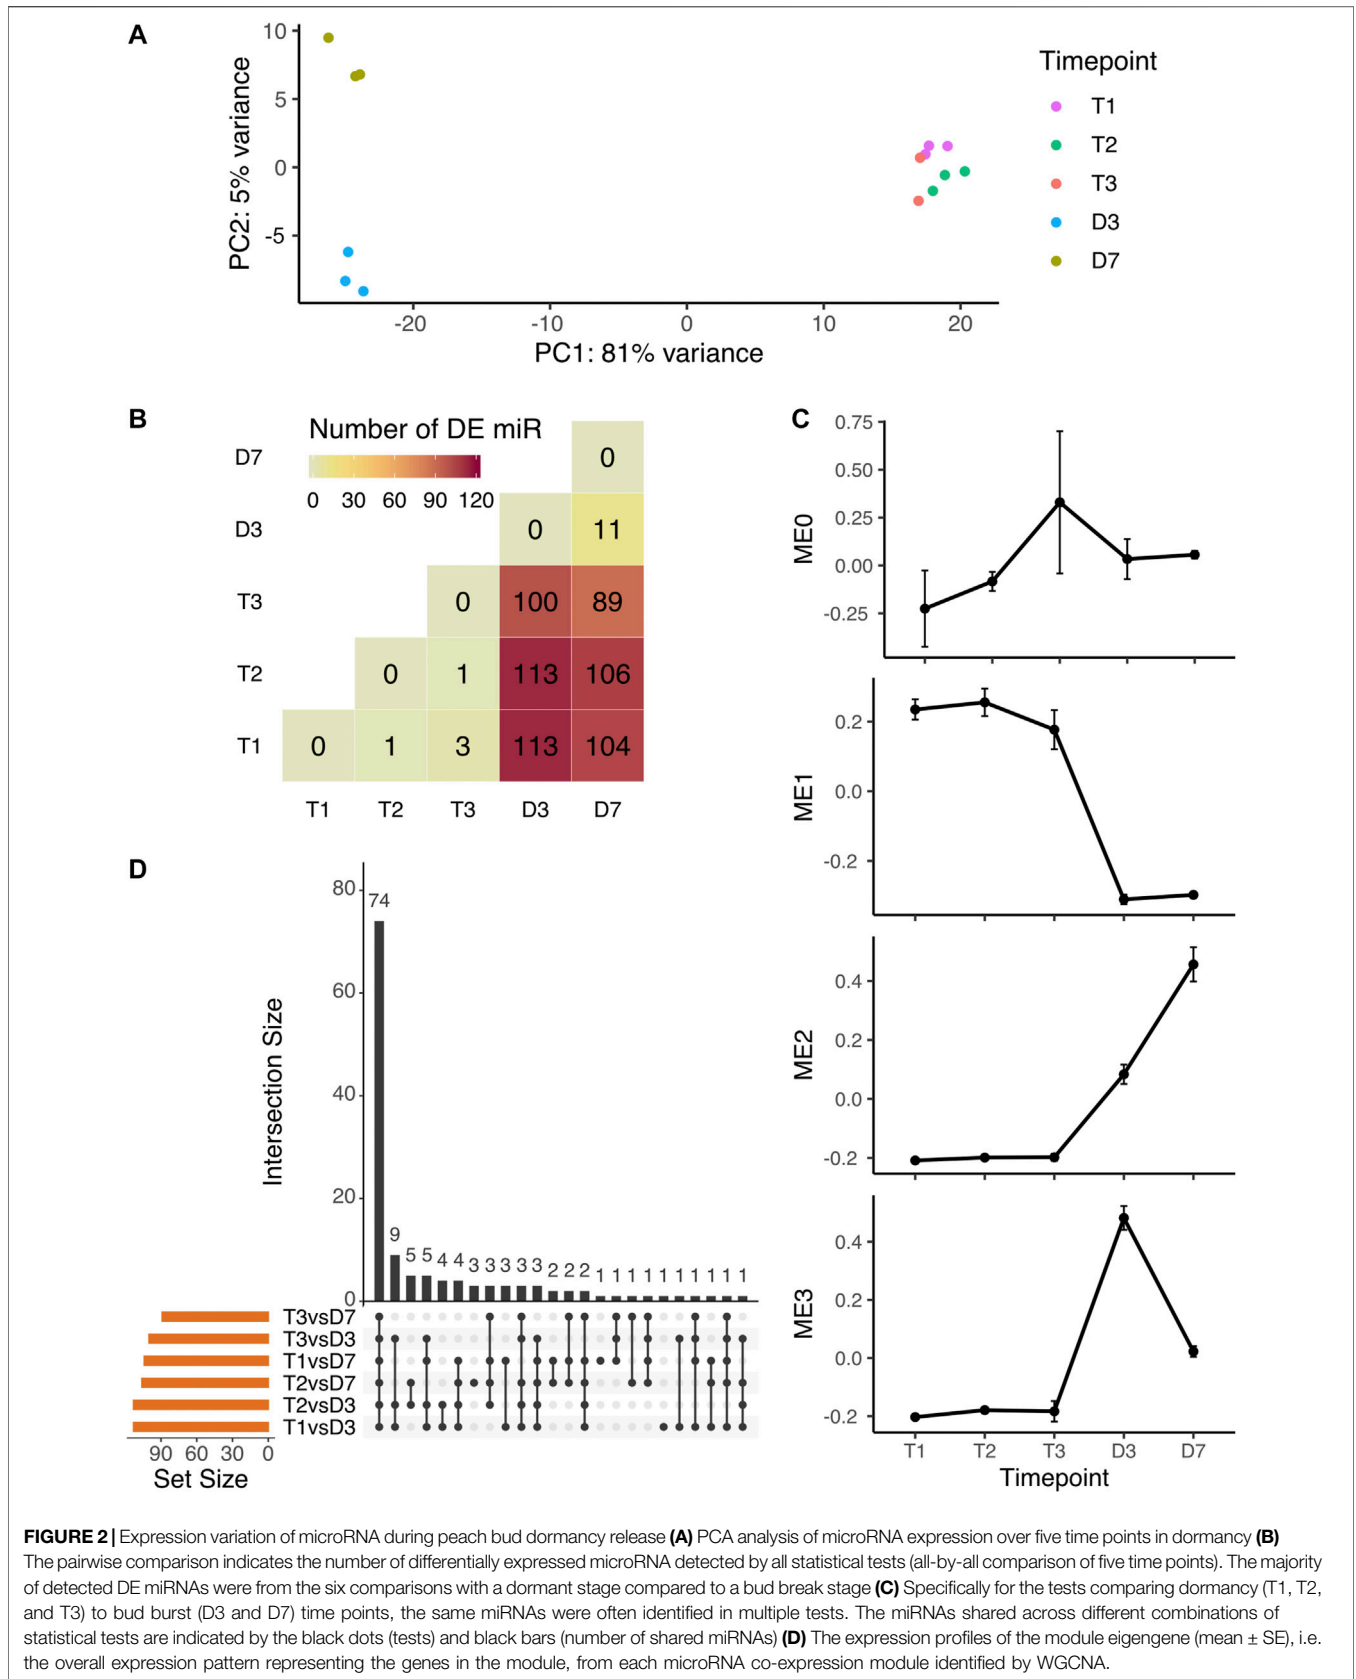 A
10
5
0
-5
PC2: 5% variance
-20 -10 0 10 20
PC1: 81% variance
Timepoint
T1
T2
T3
D3
D7
B
Number of DE miR
0 30 60 90 120
D7 0
D3 0 11
T3 0 100 89
T2 0 1 113 106
T1 0 1 3 113 104
T1 T2 T3 D3 D7
C
0.75
0.50
0.25
0.00
-0.25
ME0
0.2
0.0
-0.2
ME1
0.4
0.2
0.0
-0.2
ME2
0.4
0.2
0.0
-0.2
ME3
T1 T2 T3 D3 D7
Timepoint
D
80
60
40
20
0
Intersection Size
74 9 5 5 4 4 3 3 3 3 3 2 2 2 1 1 1 1 1 1 1 1 1 1
T3vsD7
T3vsD3
T1vsD7
T2vsD7
T2vsD3
T1vsD3
90 60 30 0
Set Size
FIGURE 2 | Expression variation of microRNA during peach bud dormancy release (A) PCA analysis of microRNA expression over five time points in dormancy (B)
The pairwise comparison indicates the number of differentially expressed microRNA detected by all statistical tests (all-by-all comparison of five time points). The majority
of detected DE miRNAs were from the six comparisons with a dormant stage compared to a bud break stage (C) Specifically for the tests comparing dormancy (T1, T2,
and T3) to bud burst (D3 and D7) time points, the same miRNAs were often identified in multiple tests. The miRNAs shared across different combinations of
statistical tests are indicated by the black dots (tests) and black bars (number of shared miRNAs) (D) The expression profiles of the module eigengene (mean ± SE), i.e.
the overall expression pattern representing the genes in the module, from each microRNA co-expression module identified by WGCNA.